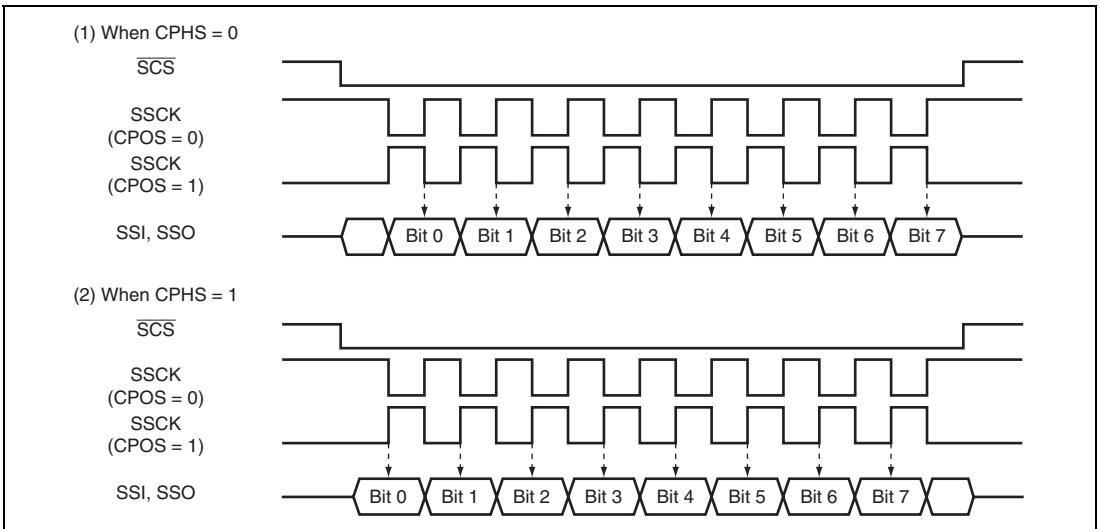 (1) When CPHS = 0
SCS
SSCK
(CPOS = 0)
SSCK
(CPOS = 1)
SSI, SSO
Bit 0 Bit 1 Bit 2 Bit 3 Bit 4 Bit 5 Bit 6 Bit 7
(2) When CPHS = 1
SCS
SSCK
(CPOS = 0)
SSCK
(CPOS = 1)
SSI, SSO
Bit 0 Bit 1 Bit 2 Bit 3 Bit 4 Bit 5 Bit 6 Bit 7